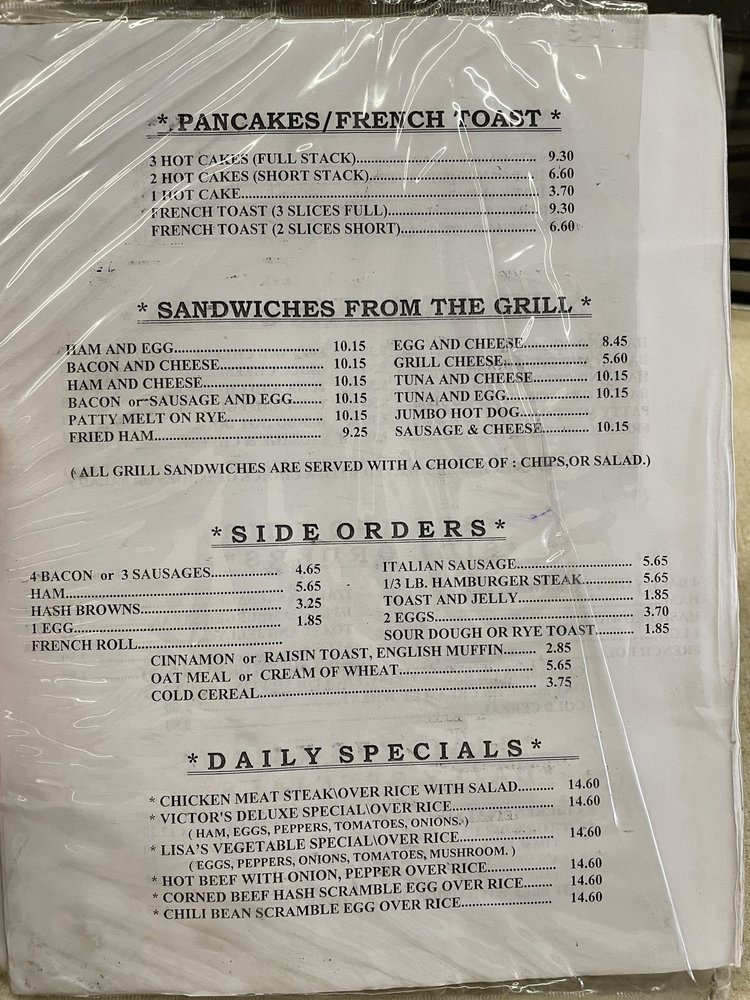 * PANCAKES/FRENCH TOAST *
3 HOT CAKES (FULL STACK)........................................ 9.30
2 HOT CAKES (SHORT STACK)..................................... 6.60
1 HOT CAKE................................................................. 3.70
FRENCH TOAST (3 SLICES FULL)................................. 9.30
FRENCH TOAST (2 SLICES SHORT).............................. 6.60
* SANDWICHES FROM THE GRILL *
HAM AND EGG................................ 10.15
BACON AND CHEESE....................... 10.15
HAM AND CHEESE.......................... 10.15
BACON or SAUSAGE AND EGG....... 10.15
PATTY MELT ON RYE..................... 10.15
FRIED HAM..................................... 9.25
EGG AND CHEESE................ 8.45
GRILL CHEESE.................... 5.60
TUNA AND CHEESE............. 10.15
TUNA AND EGG.................. 10.15
JUMBO HOT DOG................
SAUSAGE & CHEESE........... 10.15
( ALL GRILL SANDWICHES ARE SERVED WITH A CHOICE OF : CHIPS,OR SALAD.)
* SIDE ORDERS *
4 BACON or 3 SAUSAGES............... 4.65
HAM................................................. 5.65
HASH BROWNS............................... 3.25
1 EGG............................................... 1.85
FRENCH ROLL.................................
ITALIAN SAUSAGE......................... 5.65
1/3 LB. HAMBURGER STEAK........... 5.65
TOAST AND JELLY......................... 1.85
2 EGGS............................................ 3.70
SOUR DOUGH OR RYE TOAST......... 1.85
CINNAMON or RAISIN TOAST, ENGLISH MUFFIN........ 2.85
OAT MEAL or CREAM OF WHEAT............................... 5.65
COLD CEREAL............................................................... 3.75
* DAILY SPECIALS *
* CHICKEN MEAT STEAK\OVER RICE WITH SALAD......... 14.60
* VICTOR'S DELUXE SPECIAL\OVER RICE....................... 14.60
( HAM, EGGS, PEPPERS, TOMATOES, ONIONS.)
* LISA'S VEGETABLE SPECIAL\OVER RICE...................... 14.60
( EGGS, PEPPERS, ONIONS, TOMATOES, MUSHROOM. )
* HOT BEEF WITH ONION, PEPPER OVER RICE................ 14.60
* CORNED BEEF HASH SCRAMBLE EGG OVER RICE....... 14.60
* CHILI BEAN SCRAMBLE EGG OVER RICE.................... 14.60